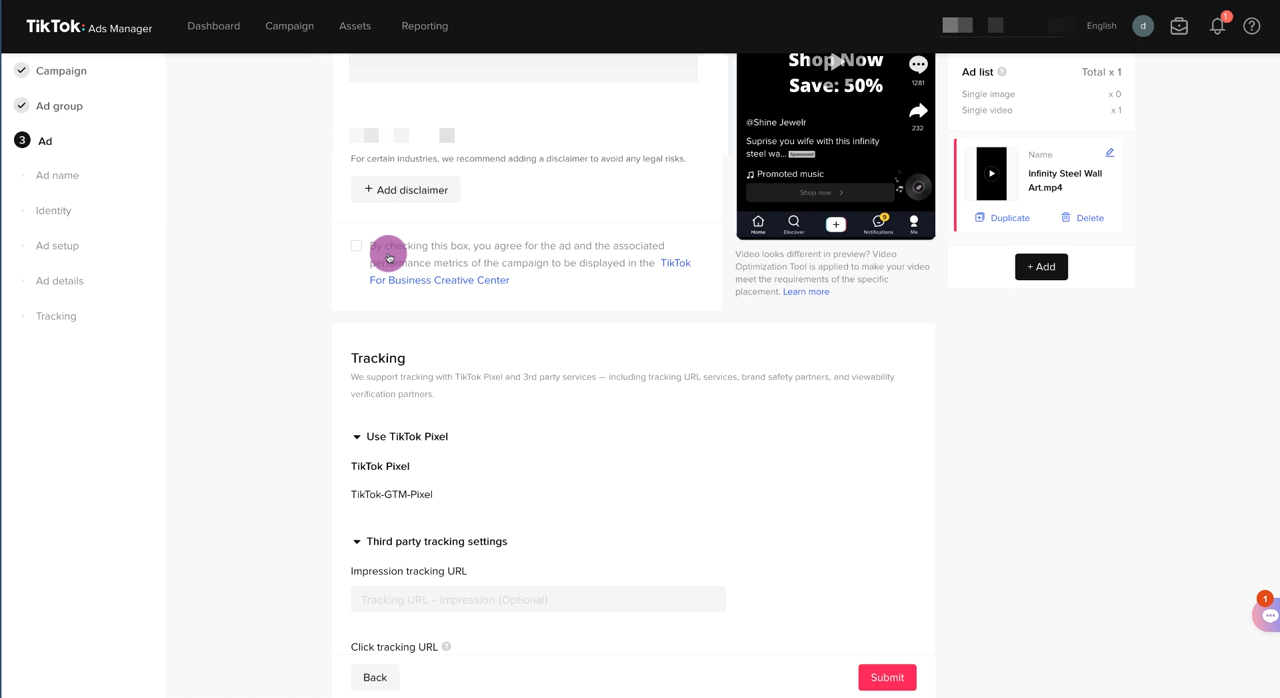 TikTok: Ads Manager
Dashboard
Campaign
Assets
Reporting
English
d
1
Campaign
Ad group
3 Ad
Ad name
Identity
Ad setup
Ad details
Tracking
For certain industries, we recommend adding a disclaimer to avoid any legal risks.
+ Add disclaimer
By checking this box, you agree for the ad and the associated
performance metrics of the campaign to be displayed in the TikTok
For Business Creative Center
Shop Now
Save: 50%
1281
232
@Shine Jewelr
Suprise you wife with this infinity
steel wa... Sponsored
Promoted music
Shop now >
Home
Discover
9
Notifications
Me
Video looks different in preview? Video
Optimization Tool is applied to make your video
meet the requirements of the specific
placement. Learn more
Ad list
Total x 1
Single image x 0
Single video x 1
Name
Infinity Steel Wall
Art.mp4
Duplicate
Delete
+ Add
Tracking
We support tracking with TikTok Pixel and 3rd party services — including tracking URL services, brand safety partners, and viewability
verification partners.
Use TikTok Pixel
TikTok Pixel
TikTok-GTM-Pixel
Third party tracking settings
Impression tracking URL
Tracking URL - Impression (Optional)
Click tracking URL
Back
Submit
1